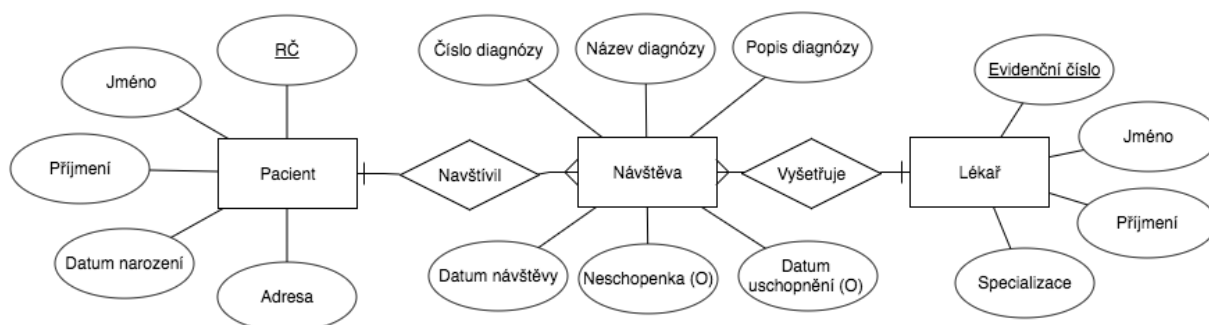 RČ
Jméno
Příjmení
Pacient
Datum narození
Adresa
Navštívil
Číslo diagnózy
Název diagnózy
Popis diagnózy
Návštěva
Datum návštěvy
Neschopenka (O)
Datum
uschopnění (O)
Vyšetřuje
Evidenční číslo
Jméno
Lékař
Příjmení
Specializace